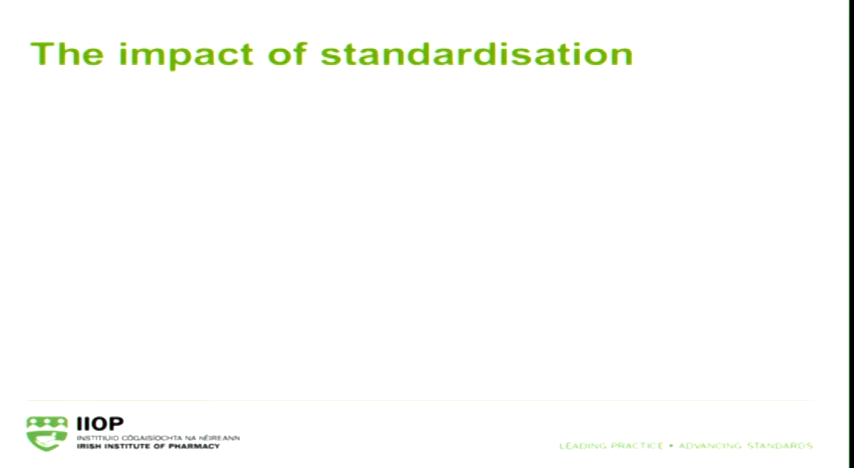 The impact of standardisation
IIOP
INSTITIÚID CÓGAISÍOCHTA NA hÉIREANN
IRISH INSTITUTE OF PHARMACY
LEADING PRACTICE • ADVANCING STANDARDS